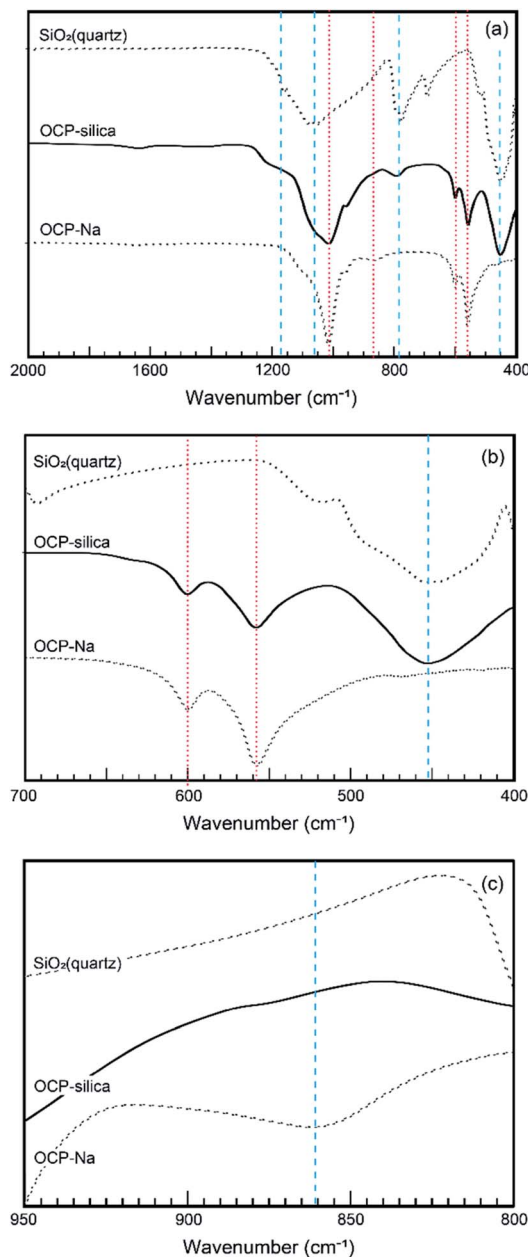 (a)
SiO₂(quartz)
OCP-silica
OCP-Na
2000 1600 1200 800 400
Wavenumber (cm⁻¹)
(b)
SiO₂(quartz)
OCP-silica
OCP-Na
700 600 500 400
Wavenumber (cm⁻¹)
(c)
SiO₂(quartz)
OCP-silica
OCP-Na
950 900 850 800
Wavenumber (cm⁻¹)